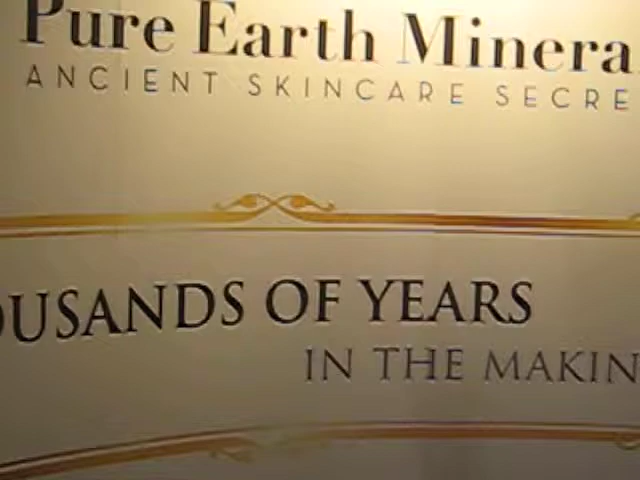 Pure Earth Minera
ANCIENT SKINCARE SECRE
OUSANDS OF YEARS
IN THE MAKIN